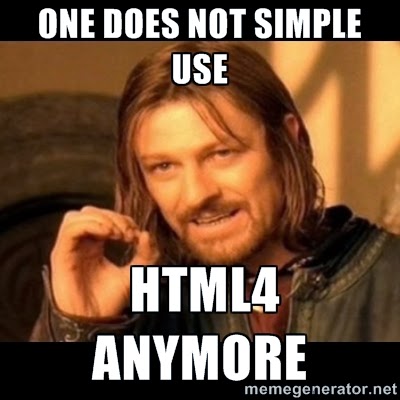 ONE DOES NOT SIMPLE
USE
HTML4
ANYMORE
memegenerator.net